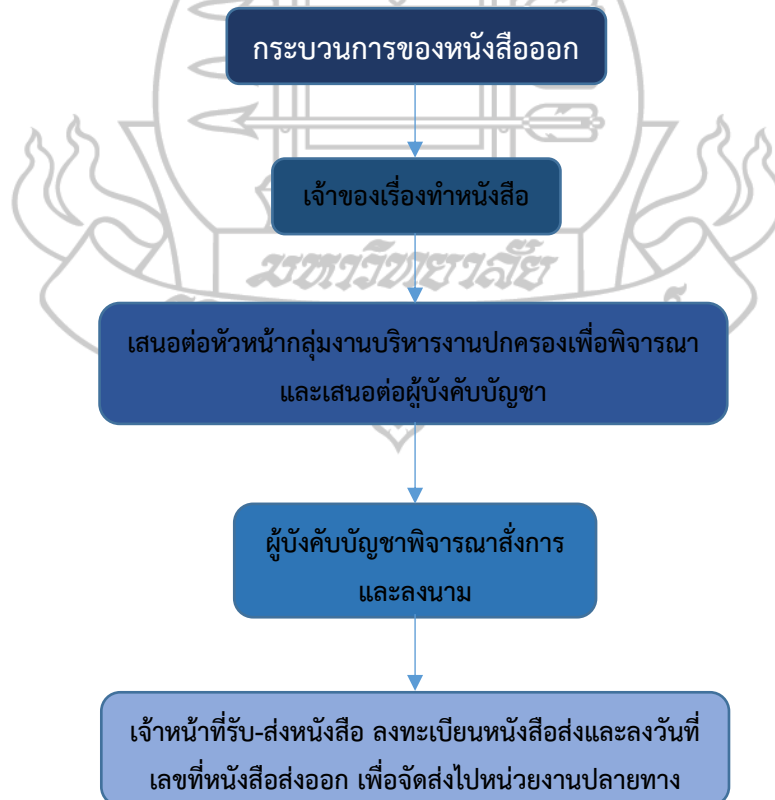 กระบวนการของหนังสือออก
เจ้าของเรื่องทำหนังสือ
มหาวิทยาลัย
เสนอต่อหัวหน้ากลุ่มงานบริหารงานปกครองเพื่อพิจารณา
และเสนอต่อผู้บังคับบัญชา
ผู้บังคับบัญชาพิจารณาสั่งการ
และลงนาม
เจ้าหน้าที่รับ-ส่งหนังสือ ลงทะเบียนหนังสือส่งและลงวันที่
เลขที่หนังสือส่งออก เพื่อจัดส่งไปหน่วยงานปลายทาง